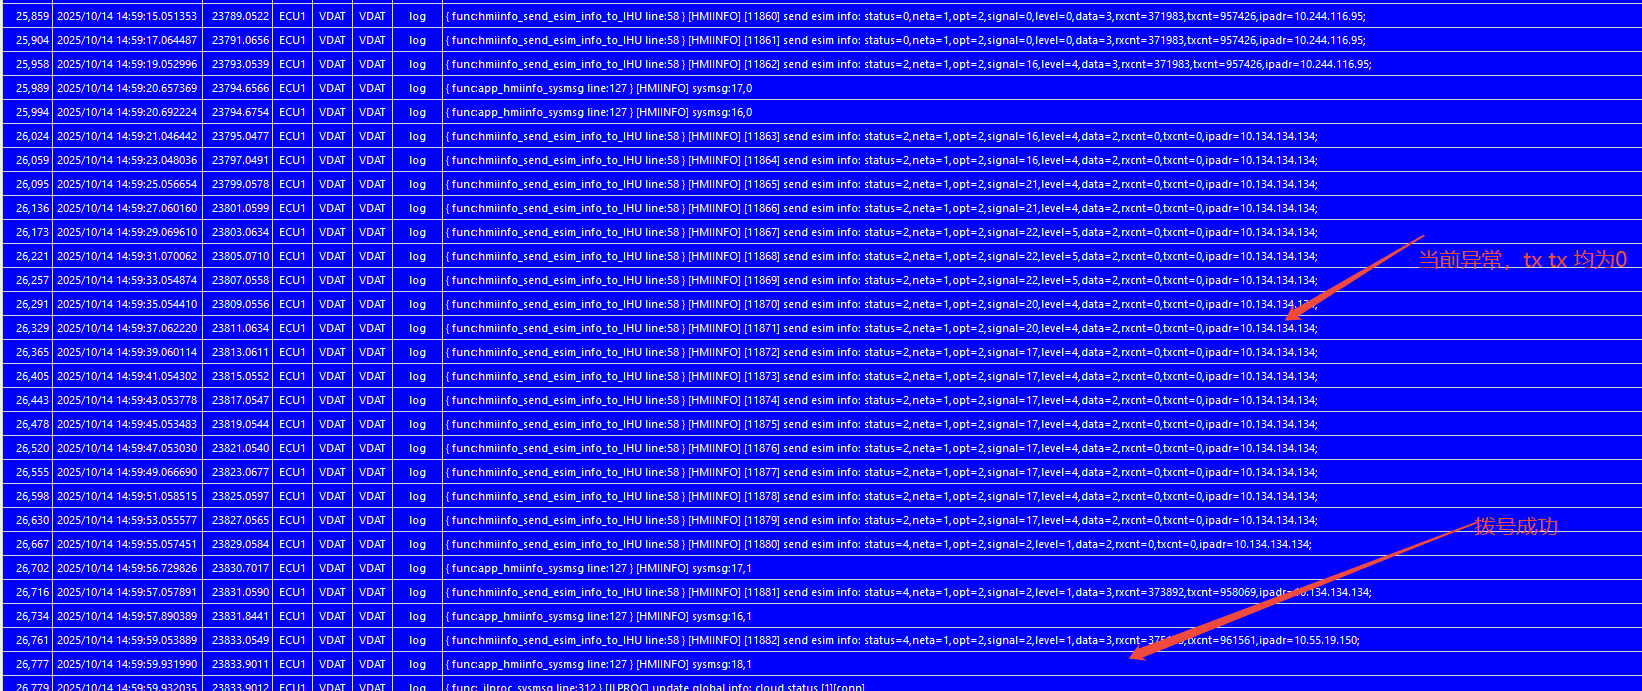 25,859 2025/10/14 14:59:15.051353 23789.0522 ECU1 VDAT VDAT log { func:hmiinfo_send_esim_info_to_IHU line:58 } [HMIINFO] [11860] send esim info: status=0,neta=1,opt=2,signal=0,level=0,data=3,rxcnt=371983,txcnt=957426,ipadr=10.244.116.95;
25,904 2025/10/14 14:59:17.064487 23791.0656 ECU1 VDAT VDAT log { func:hmiinfo_send_esim_info_to_IHU line:58 } [HMIINFO] [11861] send esim info: status=0,neta=1,opt=2,signal=0,level=0,data=3,rxcnt=371983,txcnt=957426,ipadr=10.244.116.95;
25,958 2025/10/14 14:59:19.052996 23793.0539 ECU1 VDAT VDAT log { func:hmiinfo_send_esim_info_to_IHU line:58 } [HMIINFO] [11862] send esim info: status=2,neta=1,opt=2,signal=16,level=4,data=3,rxcnt=371983,txcnt=957426,ipadr=10.244.116.95;
25,989 2025/10/14 14:59:20.657369 23794.6566 ECU1 VDAT VDAT log { func:app_hmiinfo_sysmsg line:127 } [HMIINFO] sysmsg:17,0
25,994 2025/10/14 14:59:20.692224 23794.6754 ECU1 VDAT VDAT log { func:app_hmiinfo_sysmsg line:127 } [HMIINFO] sysmsg:16,0
26,024 2025/10/14 14:59:21.046442 23795.0477 ECU1 VDAT VDAT log { func:hmiinfo_send_esim_info_to_IHU line:58 } [HMIINFO] [11863] send esim info: status=2,neta=1,opt=2,signal=16,level=4,data=2,rxcnt=0,txcnt=0,ipadr=10.134.134.134;
26,059 2025/10/14 14:59:23.048036 23797.0491 ECU1 VDAT VDAT log { func:hmiinfo_send_esim_info_to_IHU line:58 } [HMIINFO] [11864] send esim info: status=2,neta=1,opt=2,signal=16,level=4,data=2,rxcnt=0,txcnt=0,ipadr=10.134.134.134;
26,095 2025/10/14 14:59:25.056654 23799.0578 ECU1 VDAT VDAT log { func:hmiinfo_send_esim_info_to_IHU line:58 } [HMIINFO] [11865] send esim info: status=2,neta=1,opt=2,signal=21,level=4,data=2,rxcnt=0,txcnt=0,ipadr=10.134.134.134;
26,136 2025/10/14 14:59:27.060160 23801.0599 ECU1 VDAT VDAT log { func:hmiinfo_send_esim_info_to_IHU line:58 } [HMIINFO] [11866] send esim info: status=2,neta=1,opt=2,signal=21,level=4,data=2,rxcnt=0,txcnt=0,ipadr=10.134.134.134;
26,173 2025/10/14 14:59:29.069610 23803.0634 ECU1 VDAT VDAT log { func:hmiinfo_send_esim_info_to_IHU line:58 } [HMIINFO] [11867] send esim info: status=2,neta=1,opt=2,signal=22,level=5,data=2,rxcnt=0,txcnt=0,ipadr=10.134.134.134;
26,221 2025/10/14 14:59:31.070062 23805.0710 ECU1 VDAT VDAT log { func:hmiinfo_send_esim_info_to_IHU line:58 } [HMIINFO] [11868] send esim info: status=2,neta=1,opt=2,signal=22,level=5,data=2,rxcnt=0,txcnt=0,ipadr=10.134.134.134;
当前异常，tx tx 均为0
26,257 2025/10/14 14:59:33.054874 23807.0558 ECU1 VDAT VDAT log { func:hmiinfo_send_esim_info_to_IHU line:58 } [HMIINFO] [11869] send esim info: status=2,neta=1,opt=2,signal=22,level=5,data=2,rxcnt=0,txcnt=0,ipadr=10.134.134.134;
26,291 2025/10/14 14:59:35.054410 23809.0556 ECU1 VDAT VDAT log { func:hmiinfo_send_esim_info_to_IHU line:58 } [HMIINFO] [11870] send esim info: status=2,neta=1,opt=2,signal=20,level=4,data=2,rxcnt=0,txcnt=0,ipadr=10.134.134.134;
26,329 2025/10/14 14:59:37.062220 23811.0634 ECU1 VDAT VDAT log { func:hmiinfo_send_esim_info_to_IHU line:58 } [HMIINFO] [11871] send esim info: status=2,neta=1,opt=2,signal=20,level=4,data=2,rxcnt=0,txcnt=0,ipadr=10.134.134.134;
26,365 2025/10/14 14:59:39.060114 23813.0611 ECU1 VDAT VDAT log { func:hmiinfo_send_esim_info_to_IHU line:58 } [HMIINFO] [11872] send esim info: status=2,neta=1,opt=2,signal=17,level=4,data=2,rxcnt=0,txcnt=0,ipadr=10.134.134.134;
26,405 2025/10/14 14:59:41.054302 23815.0552 ECU1 VDAT VDAT log { func:hmiinfo_send_esim_info_to_IHU line:58 } [HMIINFO] [11873] send esim info: status=2,neta=1,opt=2,signal=17,level=4,data=2,rxcnt=0,txcnt=0,ipadr=10.134.134.134;
26,443 2025/10/14 14:59:43.053778 23817.0547 ECU1 VDAT VDAT log { func:hmiinfo_send_esim_info_to_IHU line:58 } [HMIINFO] [11874] send esim info: status=2,neta=1,opt=2,signal=17,level=4,data=2,rxcnt=0,txcnt=0,ipadr=10.134.134.134;
26,478 2025/10/14 14:59:45.053483 23819.0544 ECU1 VDAT VDAT log { func:hmiinfo_send_esim_info_to_IHU line:58 } [HMIINFO] [11875] send esim info: status=2,neta=1,opt=2,signal=17,level=4,data=2,rxcnt=0,txcnt=0,ipadr=10.134.134.134;
26,520 2025/10/14 14:59:47.053030 23821.0540 ECU1 VDAT VDAT log { func:hmiinfo_send_esim_info_to_IHU line:58 } [HMIINFO] [11876] send esim info: status=2,neta=1,opt=2,signal=17,level=4,data=2,rxcnt=0,txcnt=0,ipadr=10.134.134.134;
26,555 2025/10/14 14:59:49.066690 23823.0677 ECU1 VDAT VDAT log { func:hmiinfo_send_esim_info_to_IHU line:58 } [HMIINFO] [11877] send esim info: status=2,neta=1,opt=2,signal=17,level=4,data=2,rxcnt=0,txcnt=0,ipadr=10.134.134.134;
26,598 2025/10/14 14:59:51.058515 23825.0597 ECU1 VDAT VDAT log { func:hmiinfo_send_esim_info_to_IHU line:58 } [HMIINFO] [11878] send esim info: status=2,neta=1,opt=2,signal=17,level=4,data=2,rxcnt=0,txcnt=0,ipadr=10.134.134.134;
26,630 2025/10/14 14:59:53.055577 23827.0565 ECU1 VDAT VDAT log { func:hmiinfo_send_esim_info_to_IHU line:58 } [HMIINFO] [11879] send esim info: status=2,neta=1,opt=2,signal=17,level=4,data=2,rxcnt=0,txcnt=0,ipadr=10.134.134.134;
拨号成功
26,667 2025/10/14 14:59:55.057451 23829.0584 ECU1 VDAT VDAT log { func:hmiinfo_send_esim_info_to_IHU line:58 } [HMIINFO] [11880] send esim info: status=4,neta=1,opt=2,signal=2,level=1,data=2,rxcnt=0,txcnt=0,ipadr=10.134.134.134;
26,702 2025/10/14 14:59:56.729826 23830.7017 ECU1 VDAT VDAT log { func:app_hmiinfo_sysmsg line:127 } [HMIINFO] sysmsg:17,1
26,716 2025/10/14 14:59:57.057891 23831.0590 ECU1 VDAT VDAT log { func:hmiinfo_send_esim_info_to_IHU line:58 } [HMIINFO] [11881] send esim info: status=4,neta=1,opt=2,signal=2,level=1,data=3,rxcnt=373892,txcnt=958069,ipadr=10.134.134.134;
26,734 2025/10/14 14:59:57.890389 23831.8441 ECU1 VDAT VDAT log { func:app_hmiinfo_sysmsg line:127 } [HMIINFO] sysmsg:16,1
26,761 2025/10/14 14:59:59.053889 23833.0549 ECU1 VDAT VDAT log { func:hmiinfo_send_esim_info_to_IHU line:58 } [HMIINFO] [11882] send esim info: status=4,neta=1,opt=2,signal=2,level=1,data=3,txcnt=961561,ipadr=10.55.19.150;
26,777 2025/10/14 14:59:59.931990 23833.9011 ECU1 VDAT VDAT log { func:app_hmiinfo_sysmsg line:127 } [HMIINFO] sysmsg:18,1
26,779 2025/10/14 14:59:59.932035 23833.9012 ECU1 VDAT VDAT log line:312 } update global info: cloud status [1][conn]